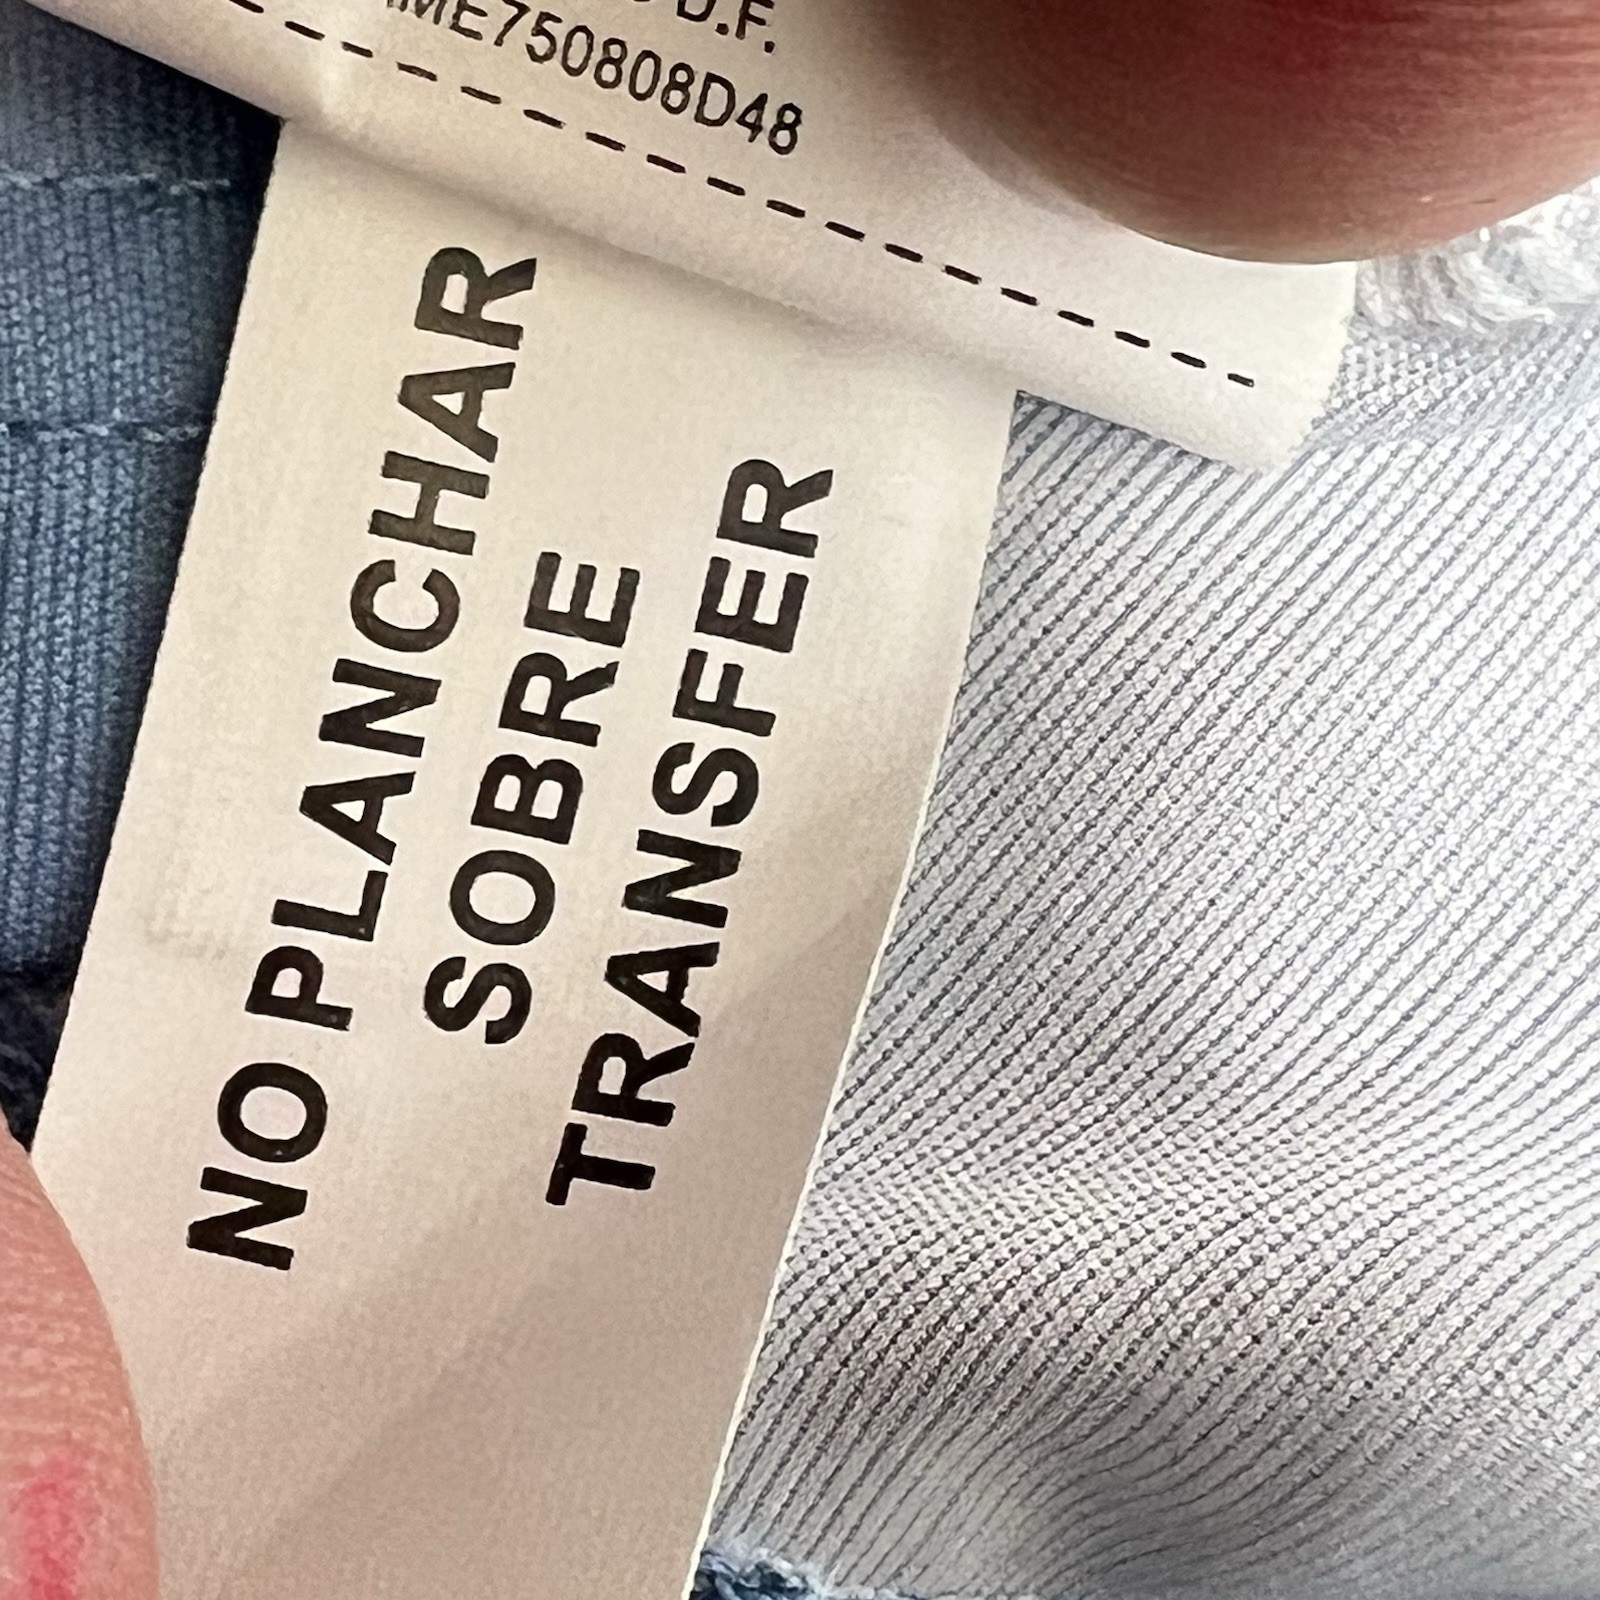 D.F.
ME750808D48
NO PLANCHAR
SOBRE
TRANSFER